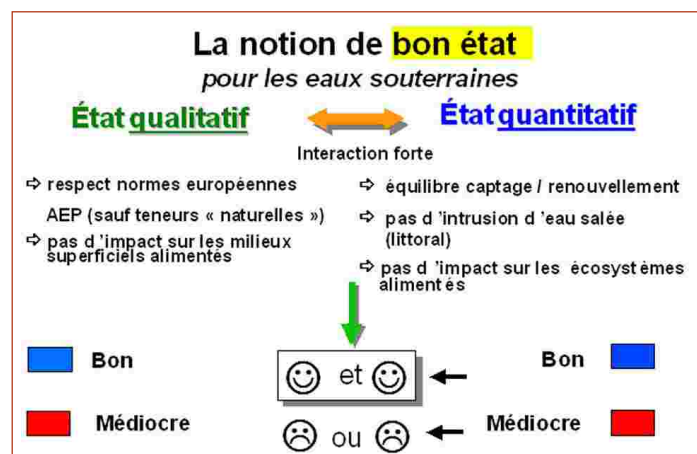 La notion de bon état
pour les eaux souterraines
État qualitatif
État quantitatif
Interaction forte
⇨ respect normes européennes
AEP (sauf teneurs « naturelles »)
⇨ pas d ’impact sur les milieux
superficiels alimentés
⇨ équilibre captage / renouvellement
⇨ pas d ’intrusion d ’eau salée
(littoral)
⇨ pas d ’impact sur les écosystèmes
alimentés
Bon
et
Bon
Médiocre
ou
Médiocre